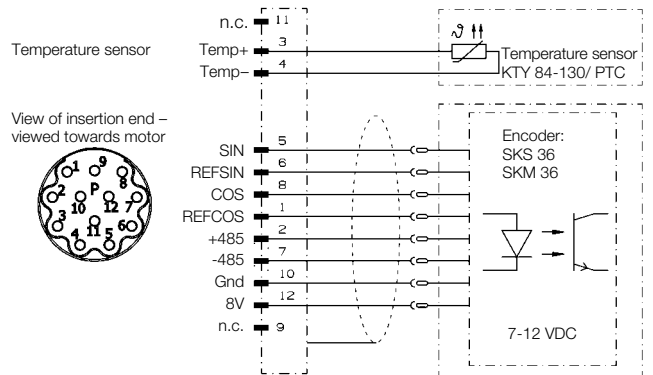 n.c. 11
Temperature sensor
Temp+ 3
Temp– 4
ϑ
Temperature sensor
KTY 84-130/ PTC
View of insertion end –
viewed towards motor
1 9 8
2 P 7
10 12
3 11 6
4 5
SIN 5
REFSIN 6
COS 8
REFCOS 1
+485 2
-485 7
Gnd 10
8V 12
n.c. 9
Encoder:
SKS 36
SKM 36
7-12 VDC